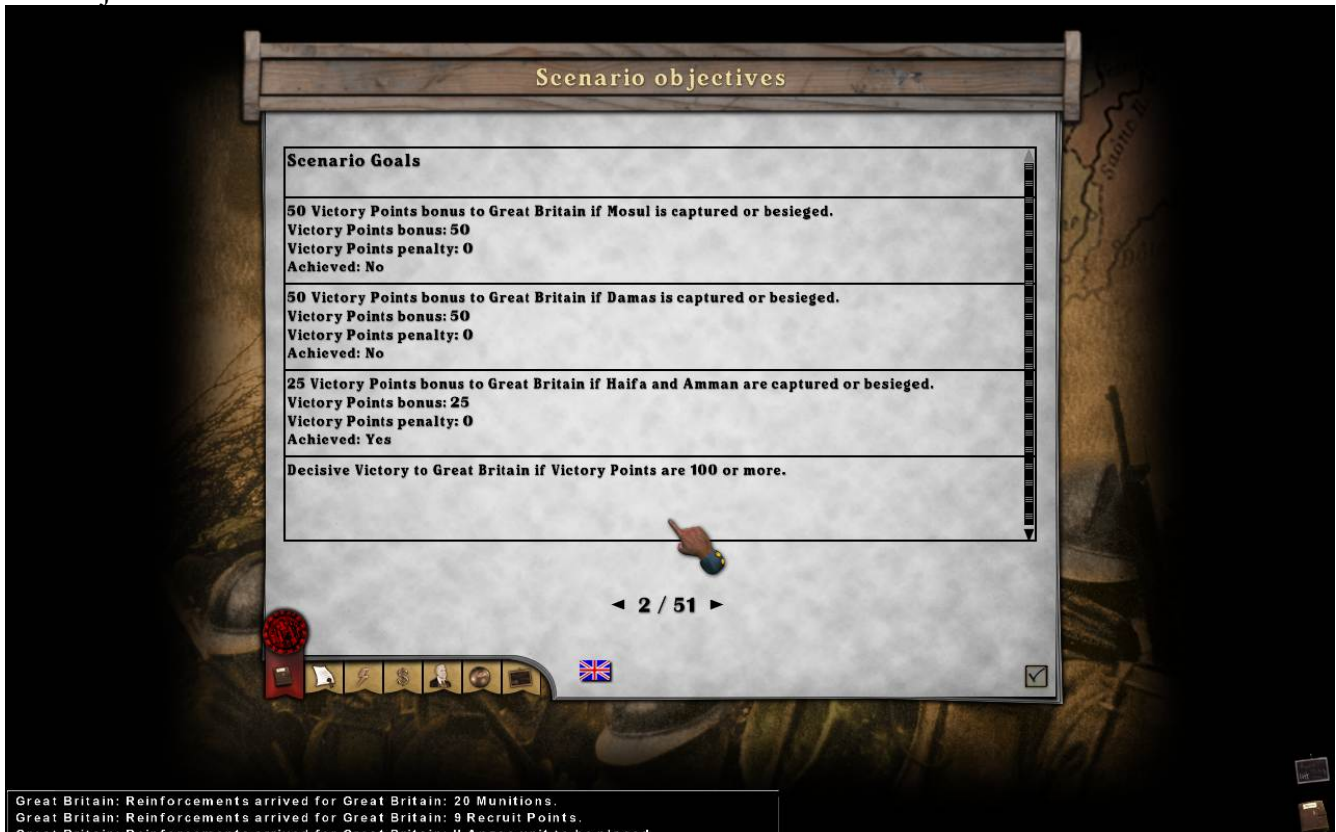 Scenario objectives
Scenario Goals
50 Victory Points bonus to Great Britain if Mosul is captured or besieged.
Victory Points bonus: 50
Victory Points penalty: 0
Achieved: No
50 Victory Points bonus to Great Britain if Damas is captured or besieged.
Victory Points bonus: 50
Victory Points penalty: 0
Achieved: No
25 Victory Points bonus to Great Britain if Haifa and Amman are captured or besieged.
Victory Points bonus: 25
Victory Points penalty: 0
Achieved: Yes
Decisive Victory to Great Britain if Victory Points are 100 or more.
◄ 2 / 51 ►
Great Britain: Reinforcements arrived for Great Britain: 20 Munitions.
Great Britain: Reinforcements arrived for Great Britain: 9 Recruit Points.